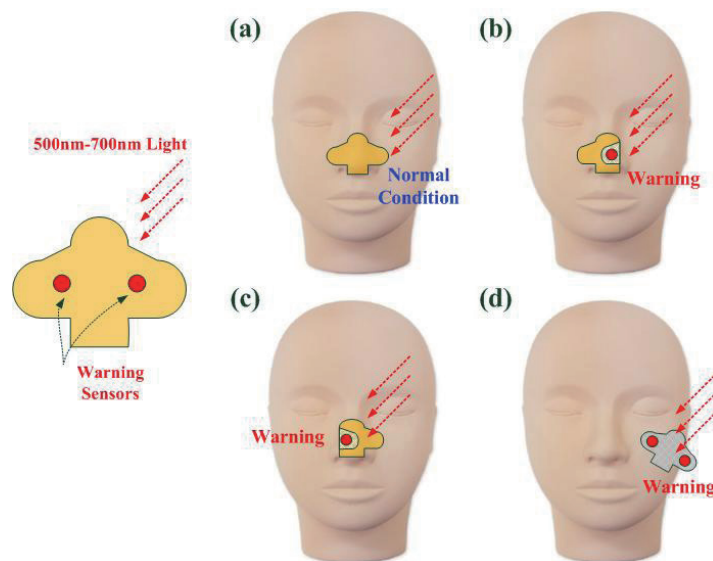 (a)
(b)
500nm-700nm Light
Normal
Condition
Warning
(c)
(d)
Warning
Sensors
Warning
Warning